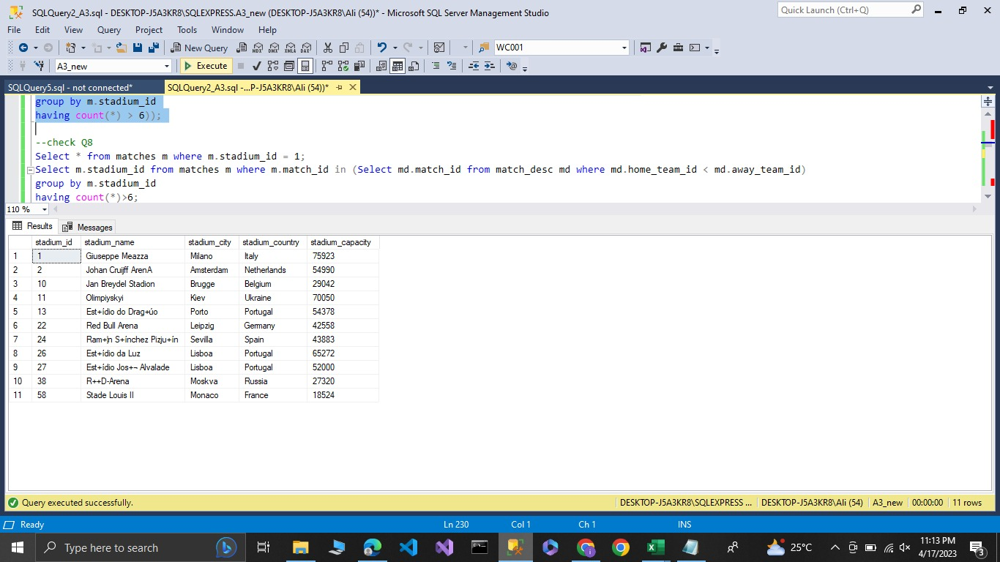 SQLQuery2_A3.sql - DESKTOP-J5A3KR8\SQLEXPRESS.A3_new (DESKTOP-J5A3KR8\Ali (54))* - Microsoft SQL Server Management Studio
Quick Launch (Ctrl+Q)
File Edit View Query Project Tools Window Help
New Query MDX DMX XMLA DAX WC001
A3_new Execute
SQLQuery5.sql - not connected* SQLQuery2_A3.sql -...P-J5A3KR8\Ali (54))*
group by m.stadium_id
having count(*) > 6));
--check Q8
Select * from matches m where m.stadium_id = 1;
Select m.stadium_id from matches m where m.match_id in (Select md.match_id from match_desc md where md.home_team_id < md.away_team_id)
group by m.stadium_id
having count(*)>6;
110 %
Results Messages
stadium_id stadium_name stadium_city stadium_country stadium_capacity
1 1 Giuseppe Meazza Milano Italy 75923
2 2 Johan Cruijff ArenA Amsterdam Netherlands 54990
3 10 Jan Breydel Stadion Brugge Belgium 29042
4 11 Olimpiyskyi Kiev Ukraine 70050
5 13 Est+ídio do Drag+úo Porto Portugal 54378
6 22 Red Bull Arena Leipzig Germany 42558
7 24 Ram+|n S+ínchez Pizju+ín Sevilla Spain 43883
8 26 Est+ídio da Luz Lisboa Portugal 65272
9 27 Est+ídio Jos+¬ Alvalade Lisboa Portugal 52000
10 38 R++D-Arena Moskva Russia 27320
11 58 Stade Louis II Monaco France 18524
Query executed successfully. DESKTOP-J5A3KR8\SQLEXPRESS ... DESKTOP-J5A3KR8\Ali (54) A3_new 00:00:00 11 rows
Ready Ln 230 Col 1 Ch 1 INS
Type here to search 25°C 11:13 PM
4/17/2023 3